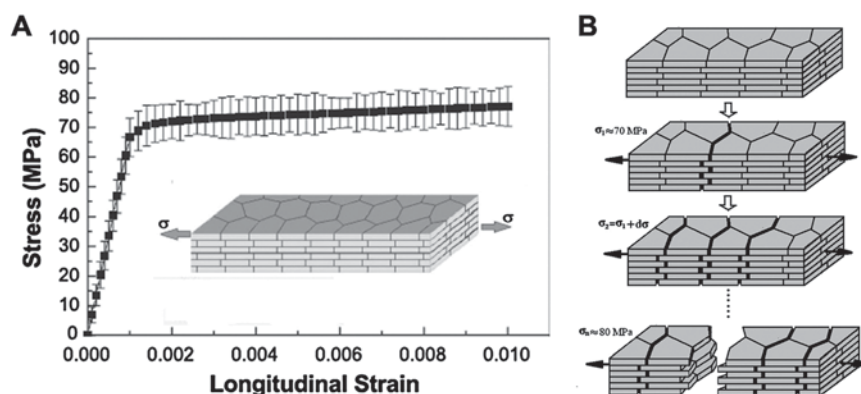 A
Stress (MPa)
100
90
80
70
60
50
40
30
20
10
0
0.000 0.002 0.004 0.006 0.008 0.010
Longitudinal Strain
σ
σ
B
σ₁≈70 MPa
σ₂=σ₁+dσ
σₙ≈80 MPa